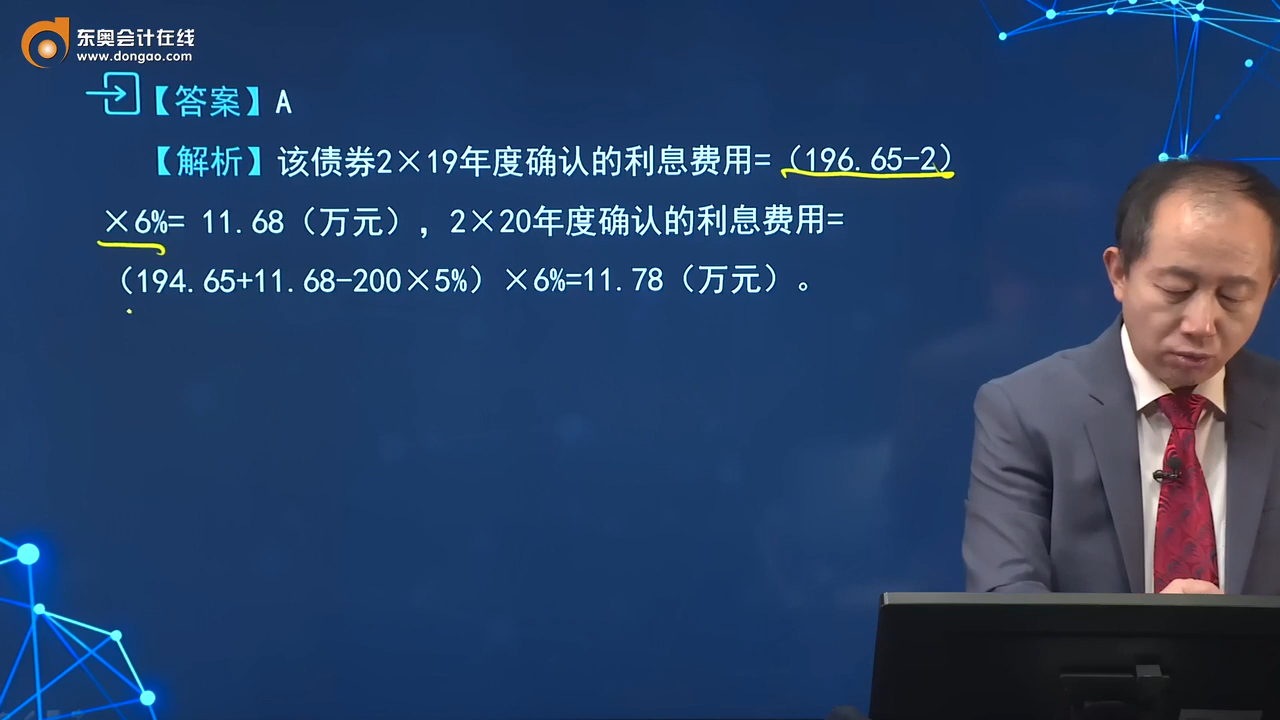 东奥会计在线
www.dongao.com
【答案】A
【解析】该债券2×19年度确认的利息费用=（196.65-2）
×6%= 11.68（万元），2×20年度确认的利息费用=
（194.65+11.68-200×5%）×6%=11.78（万元）。